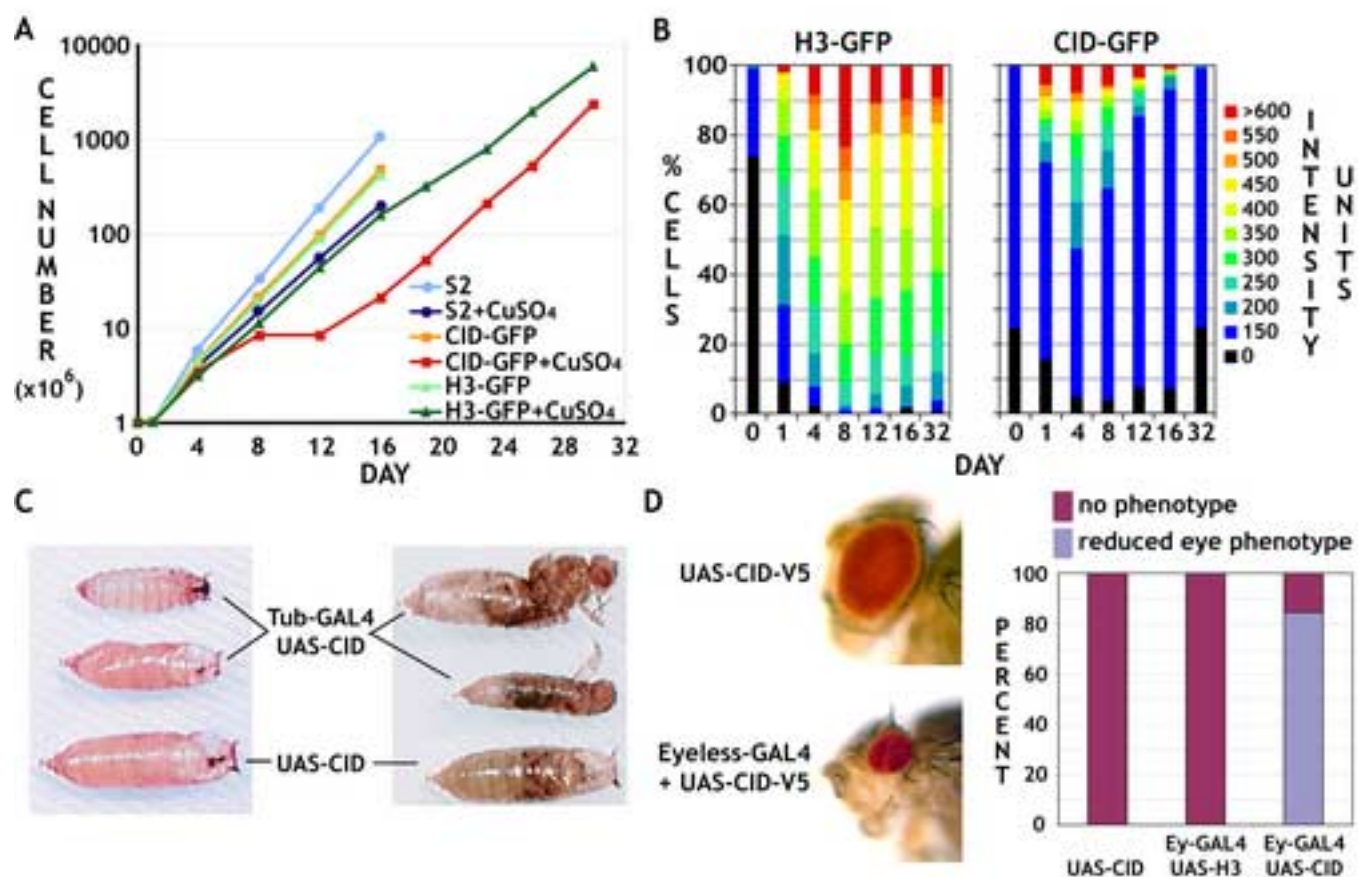 A
10000
1000
100
10
1
CELL NUMBER
(x10⁶)
0 4 8 12 16 20 24 28 32
DAY
S2
S2+CuSO₄
CID-GFP
CID-GFP+CuSO₄
H3-GFP
H3-GFP+CuSO₄
B
H3-GFP
CID-GFP
100
80
60
40
20
0
% CELLS
0 1 4 8 12 16 32
0 1 4 8 12 16 32
DAY
>600
550
500
450
400
350
300
250
200
150
0
INTENSITY
UNITS
C
Tub-GAL4
UAS-CID
UAS-CID
D
UAS-CID-V5
Eyeless-GAL4
+ UAS-CID-V5
no phenotype
reduced eye phenotype
100
80
60
40
20
0
PERCENT
UAS-CID
Ey-GAL4
UAS-H3
Ey-GAL4
UAS-CID